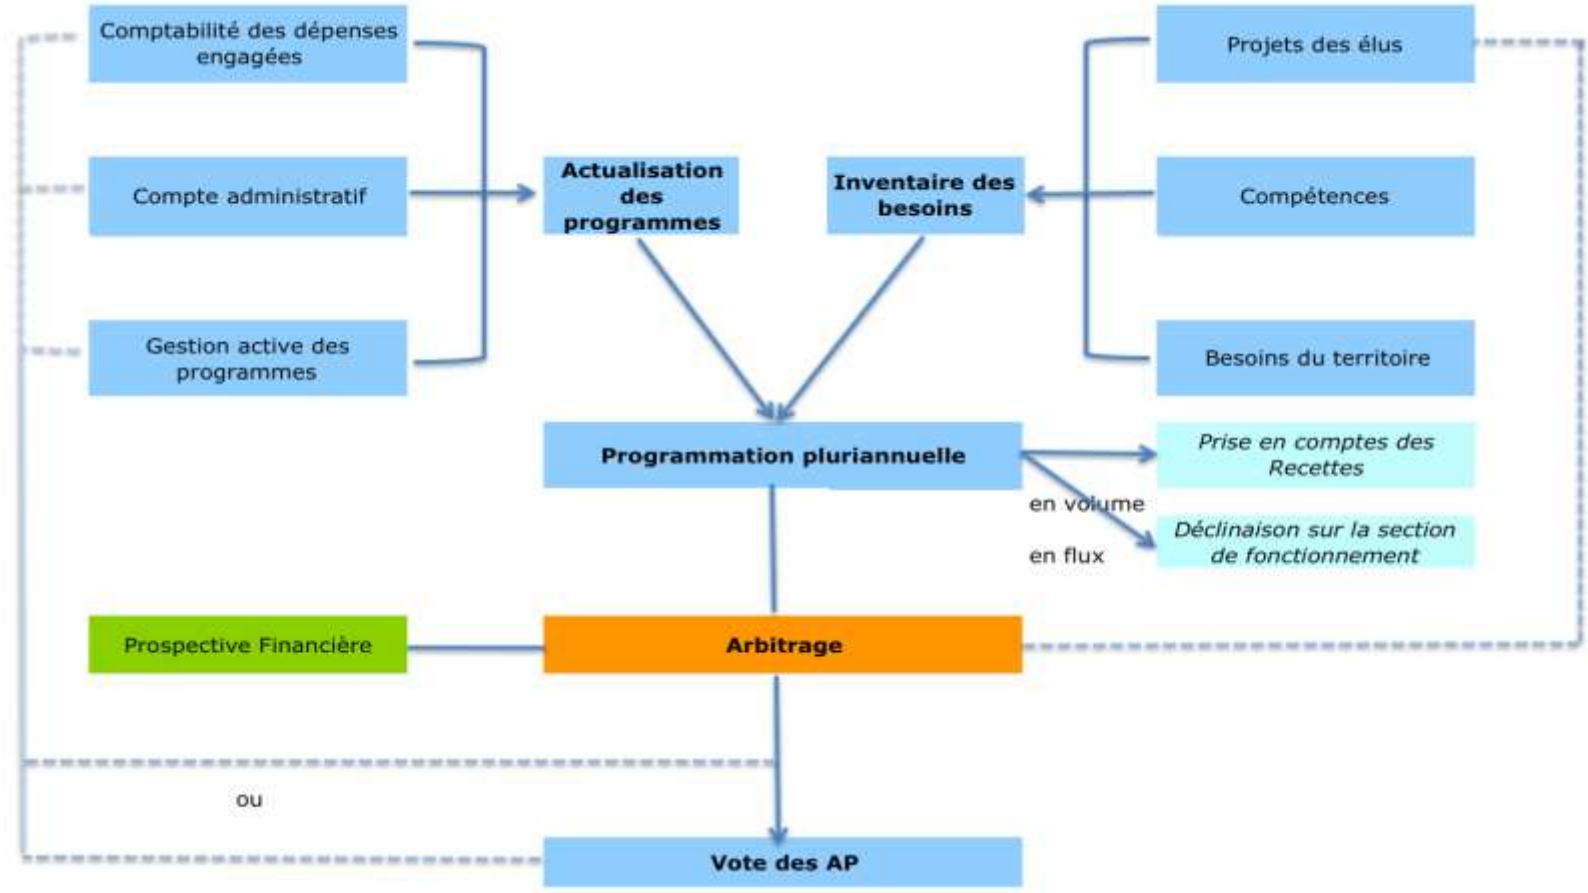 Comptabilité des dépenses
engagées
Projets des élus
Compte administratif
Actualisation
des
programmes
Inventaire des
besoins
Compétences
Gestion active des
programmes
Besoins du territoire
Programmation pluriannuelle
Prise en comptes des
Recettes
en volume
Déclinaison sur la section
de fonctionnement
en flux
Prospective Financière
Arbitrage
ou
Vote des AP